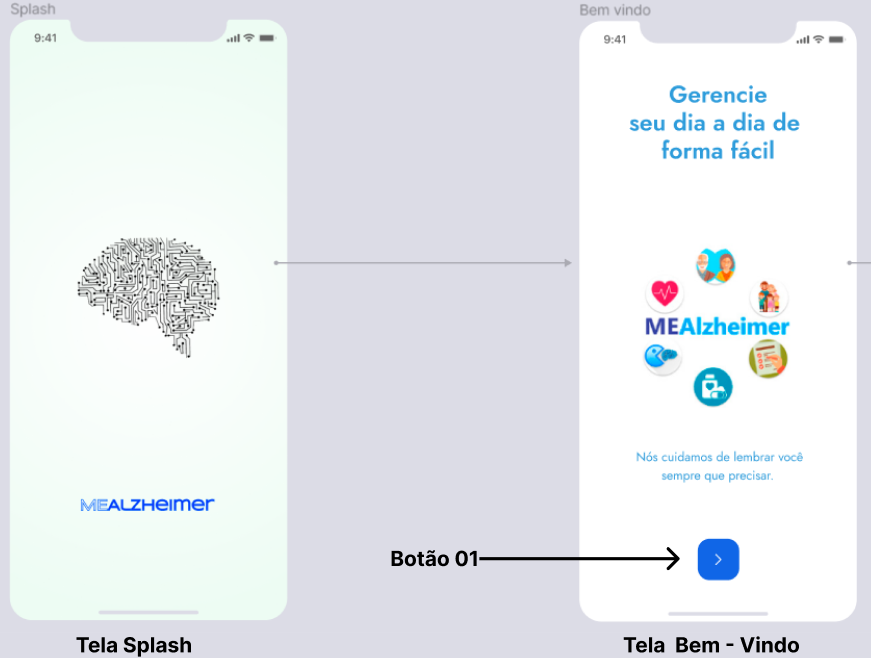 Splash
9:41
MEALZHeimer
Tela Splash
Bem vindo
9:41
Gerencie
seu dia a dia de
forma fácil
MEAlzheimer
Nós cuidamos de lembrar você
sempre que precisar.
Botão 01
Tela Bem - Vindo